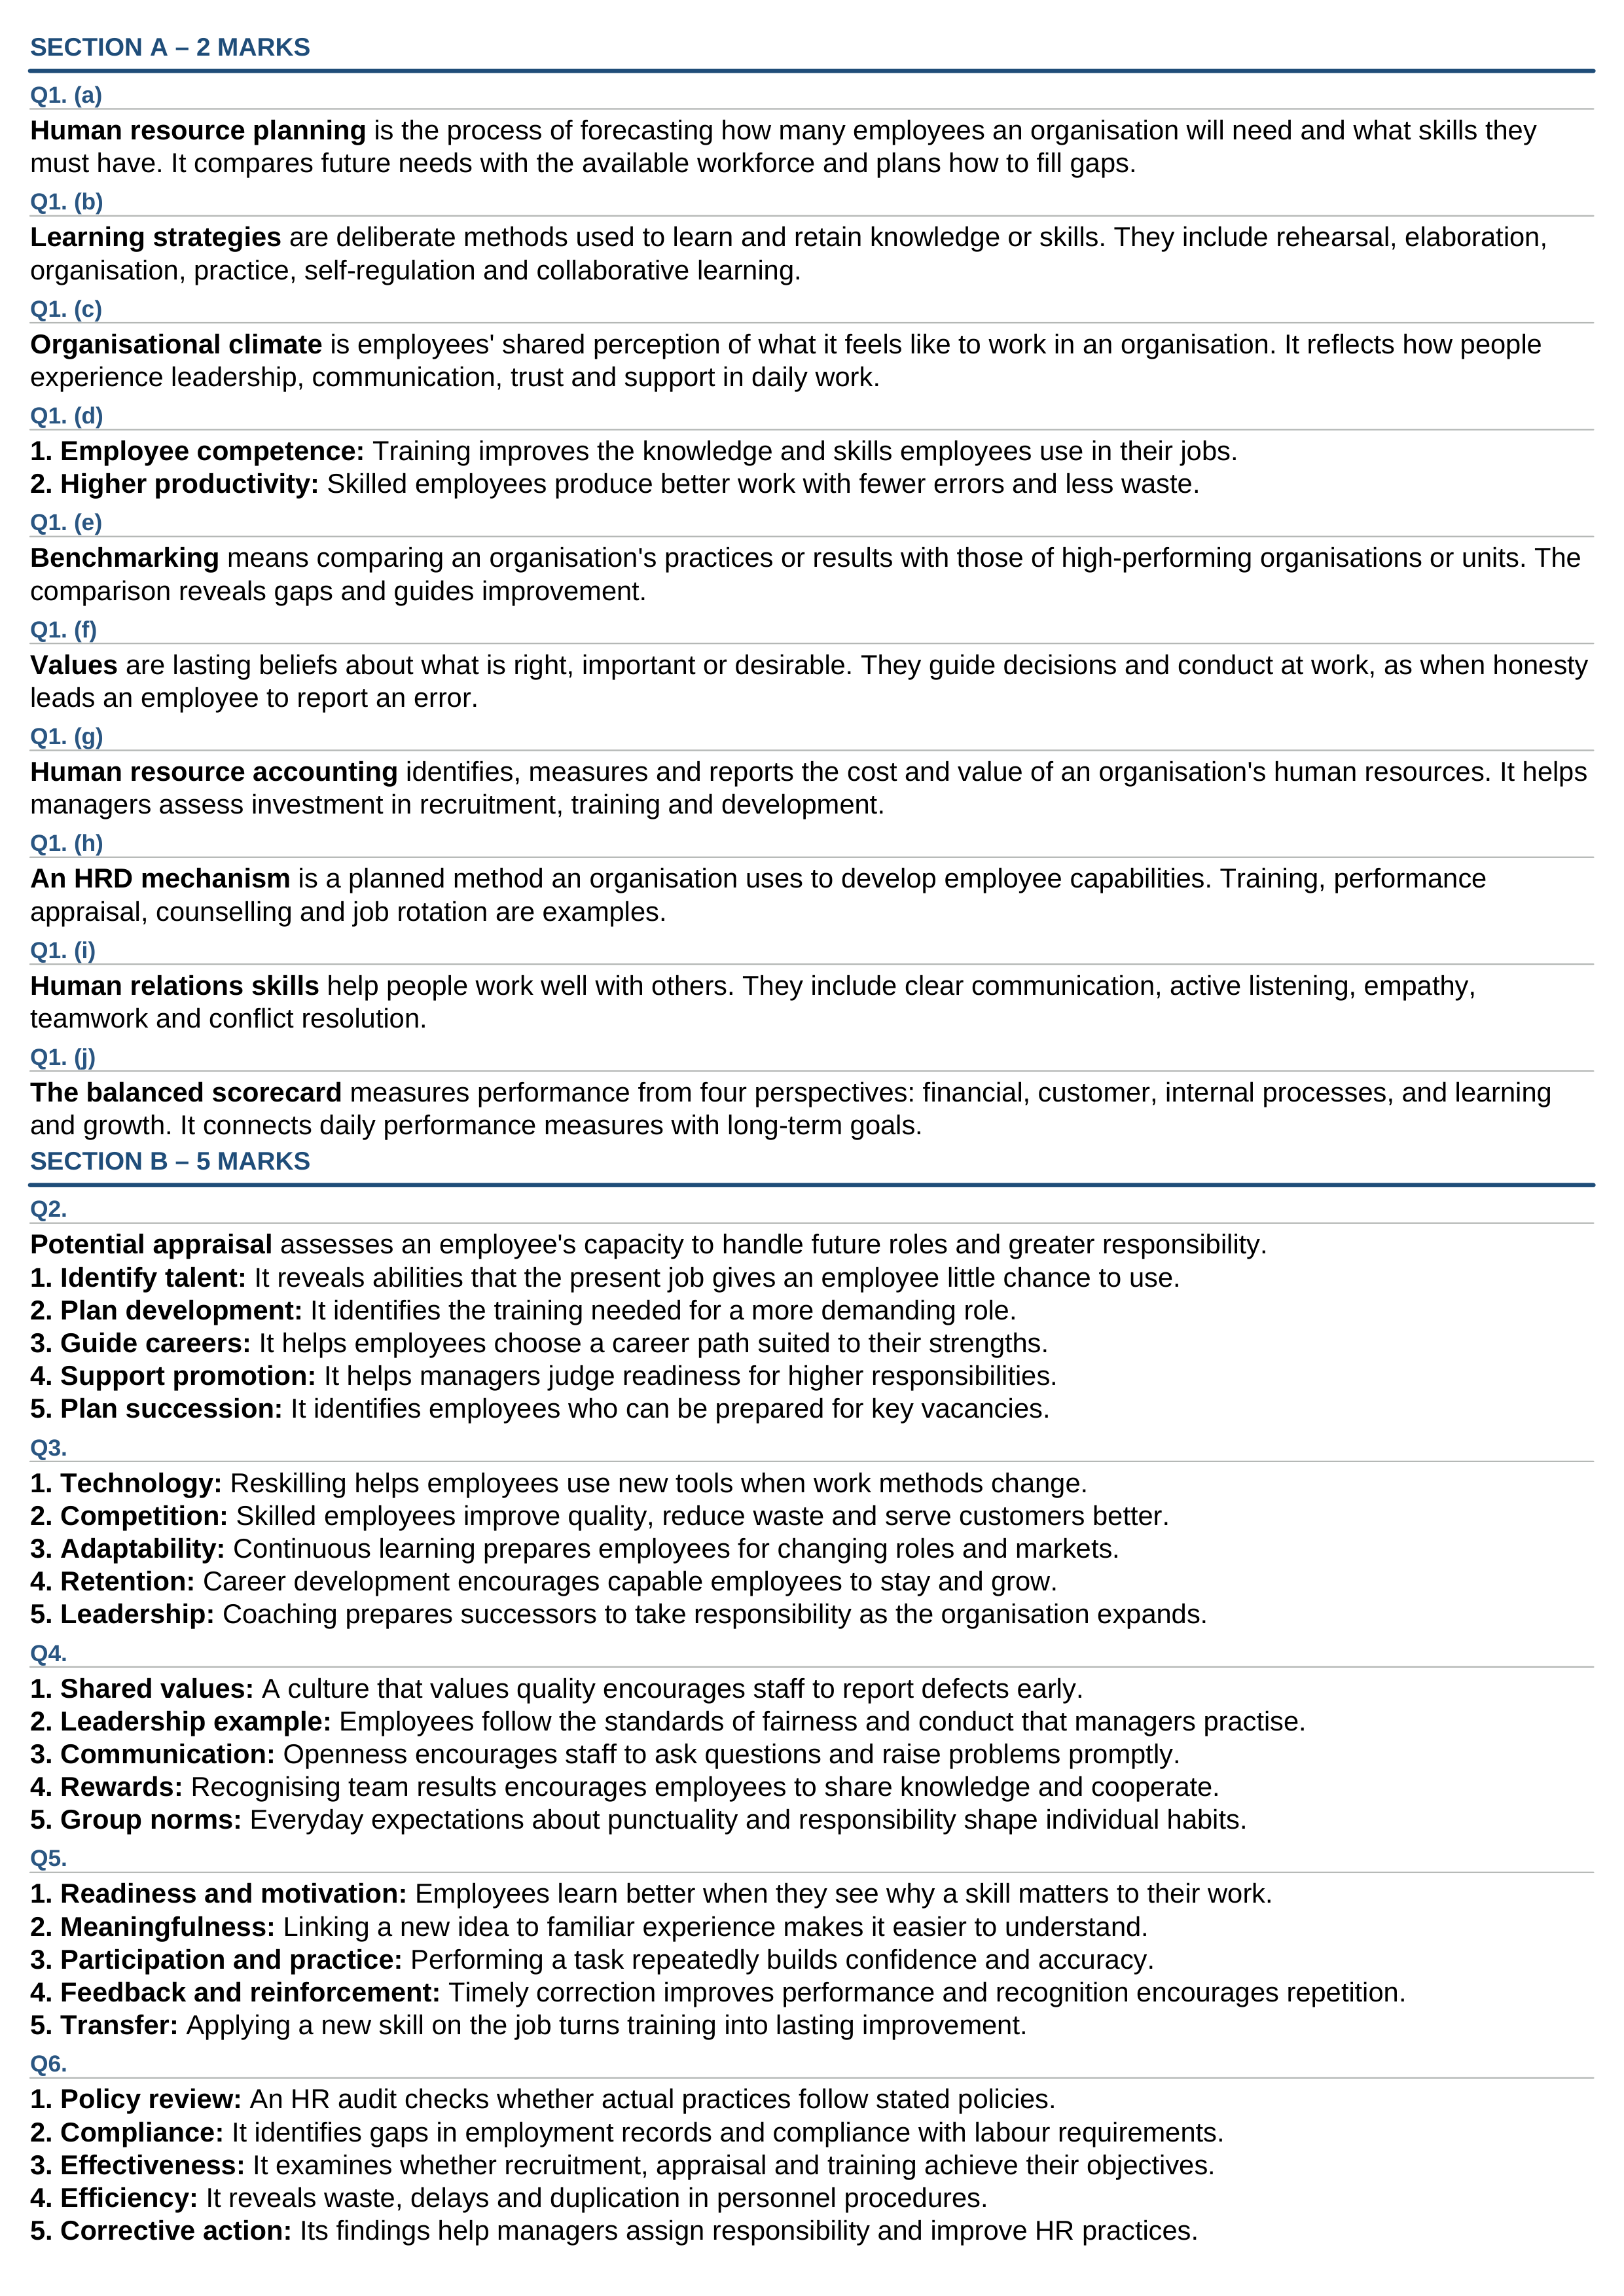 SECTION A – 2 MARKS
Q1. (a)
Human resource planning is the process of forecasting how many employees an organisation will need and what skills they
must have. It compares future needs with the available workforce and plans how to fill gaps.
Q1. (b)
Learning strategies are deliberate methods used to learn and retain knowledge or skills. They include rehearsal, elaboration,
organisation, practice, self-regulation and collaborative learning.
Q1. (c)
Organisational climate is employees' shared perception of what it feels like to work in an organisation. It reflects how people
experience leadership, communication, trust and support in daily work.
Q1. (d)
1. Employee competence: Training improves the knowledge and skills employees use in their jobs.
2. Higher productivity: Skilled employees produce better work with fewer errors and less waste.
Q1. (e)
Benchmarking means comparing an organisation's practices or results with those of high-performing organisations or units. The
comparison reveals gaps and guides improvement.
Q1. (f)
Values are lasting beliefs about what is right, important or desirable. They guide decisions and conduct at work, as when honesty
leads an employee to report an error.
Q1. (g)
Human resource accounting identifies, measures and reports the cost and value of an organisation's human resources. It helps
managers assess investment in recruitment, training and development.
Q1. (h)
An HRD mechanism is a planned method an organisation uses to develop employee capabilities. Training, performance
appraisal, counselling and job rotation are examples.
Q1. (i)
Human relations skills help people work well with others. They include clear communication, active listening, empathy,
teamwork and conflict resolution.
Q1. (j)
The balanced scorecard measures performance from four perspectives: financial, customer, internal processes, and learning
and growth. It connects daily performance measures with long-term goals.
SECTION B – 5 MARKS
Q2.
Potential appraisal assesses an employee's capacity to handle future roles and greater responsibility.
1. Identify talent: It reveals abilities that the present job gives an employee little chance to use.
2. Plan development: It identifies the training needed for a more demanding role.
3. Guide careers: It helps employees choose a career path suited to their strengths.
4. Support promotion: It helps managers judge readiness for higher responsibilities.
5. Plan succession: It identifies employees who can be prepared for key vacancies.
Q3.
1. Technology: Reskilling helps employees use new tools when work methods change.
2. Competition: Skilled employees improve quality, reduce waste and serve customers better.
3. Adaptability: Continuous learning prepares employees for changing roles and markets.
4. Retention: Career development encourages capable employees to stay and grow.
5. Leadership: Coaching prepares successors to take responsibility as the organisation expands.
Q4.
1. Shared values: A culture that values quality encourages staff to report defects early.
2. Leadership example: Employees follow the standards of fairness and conduct that managers practise.
3. Communication: Openness encourages staff to ask questions and raise problems promptly.
4. Rewards: Recognising team results encourages employees to share knowledge and cooperate.
5. Group norms: Everyday expectations about punctuality and responsibility shape individual habits.
Q5.
1. Readiness and motivation: Employees learn better when they see why a skill matters to their work.
2. Meaningfulness: Linking a new idea to familiar experience makes it easier to understand.
3. Participation and practice: Performing a task repeatedly builds confidence and accuracy.
4. Feedback and reinforcement: Timely correction improves performance and recognition encourages repetition.
5. Transfer: Applying a new skill on the job turns training into lasting improvement.
Q6.
1. Policy review: An HR audit checks whether actual practices follow stated policies.
2. Compliance: It identifies gaps in employment records and compliance with labour requirements.
3. Effectiveness: It examines whether recruitment, appraisal and training achieve their objectives.
4. Efficiency: It reveals waste, delays and duplication in personnel procedures.
5. Corrective action: Its findings help managers assign responsibility and improve HR practices.